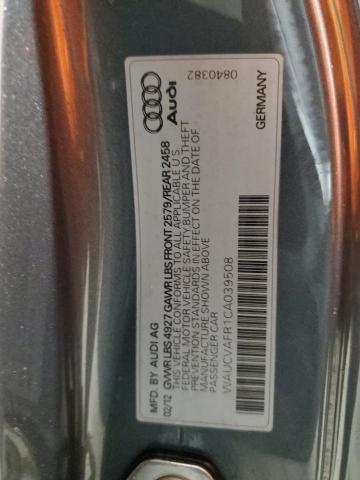 MFD. BY AUDI AG
02/12 GVWR LBS 4927 GAWR LBS FRONT 2579/REAR 2458
THIS VEHICLE CONFORMS TO ALL APPLICABLE U.S.
FEDERAL MOTOR VEHICLE SAFETY BUMPER AND THEFT
PREVENTION STANDARDS IN EFFECT ON THE DATE OF
MANUFACTURE SHOWN ABOVE
PASSENGER CAR
WAUCVAFR1CA039508
Audi
0840382
GERMANY